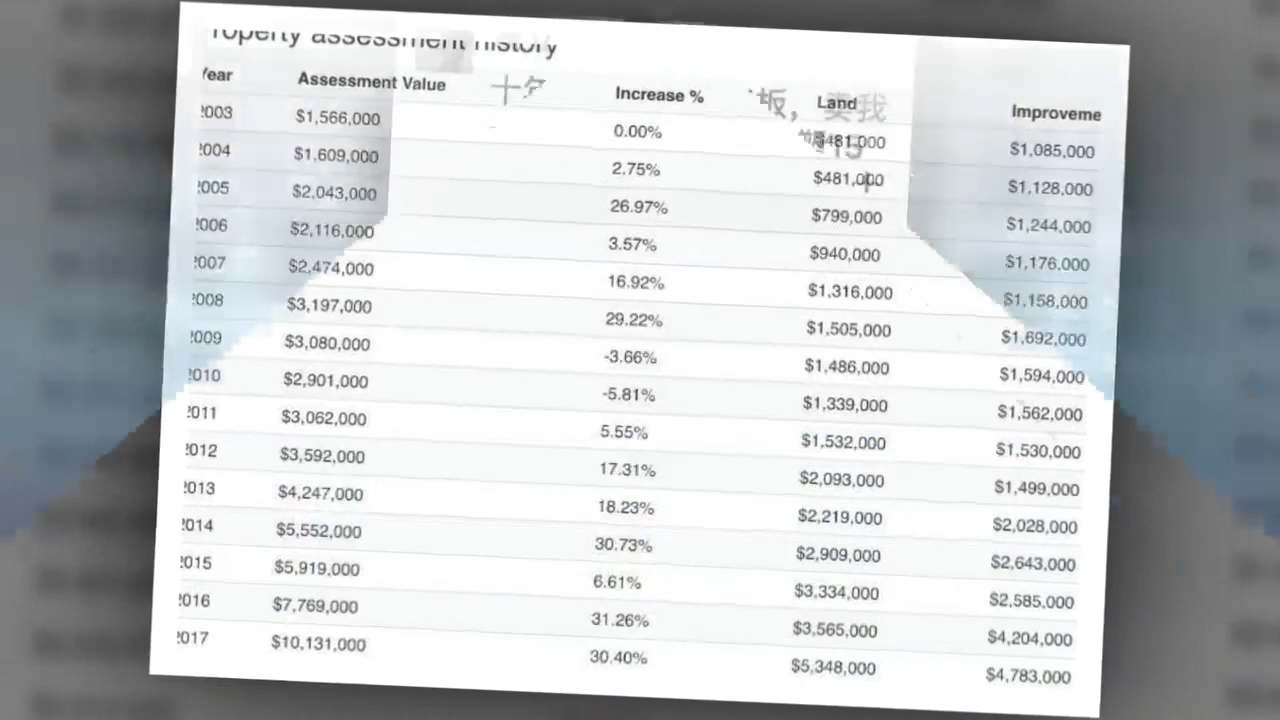 Property assessment history
Year Assessment Value Increase % Land Improveme
2003 $1,566,000 0.00% $481,000 $1,085,000
2004 $1,609,000 2.75% $481,000 $1,128,000
2005 $2,043,000 26.97% $799,000 $1,244,000
2006 $2,116,000 3.57% $940,000 $1,176,000
2007 $2,474,000 16.92% $1,316,000 $1,158,000
2008 $3,197,000 29.22% $1,505,000 $1,692,000
2009 $3,080,000 -3.66% $1,486,000 $1,594,000
2010 $2,901,000 -5.81% $1,339,000 $1,562,000
2011 $3,062,000 5.55% $1,532,000 $1,530,000
2012 $3,592,000 17.31% $2,093,000 $1,499,000
2013 $4,247,000 18.23% $2,219,000 $2,028,000
2014 $5,552,000 30.73% $2,909,000 $2,643,000
2015 $5,919,000 6.61% $3,334,000 $2,585,000
2016 $7,769,000 31.26% $3,565,000 $4,204,000
2017 $10,131,000 30.40% $5,348,000 $4,783,000